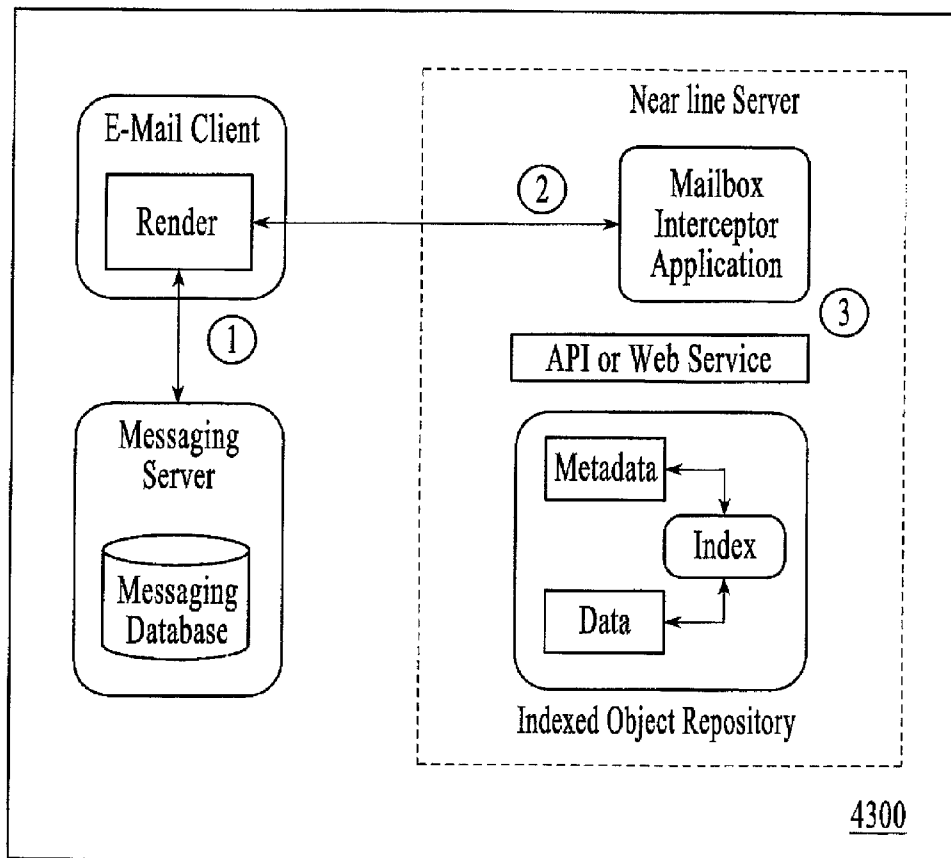 Near line Server
E-Mail Client
Render
2
Mailbox
Interceptor
Application
1
3
API or Web Service
Messaging
Server
Messaging
Database
Metadata
Index
Data
Indexed Object Repository
4300